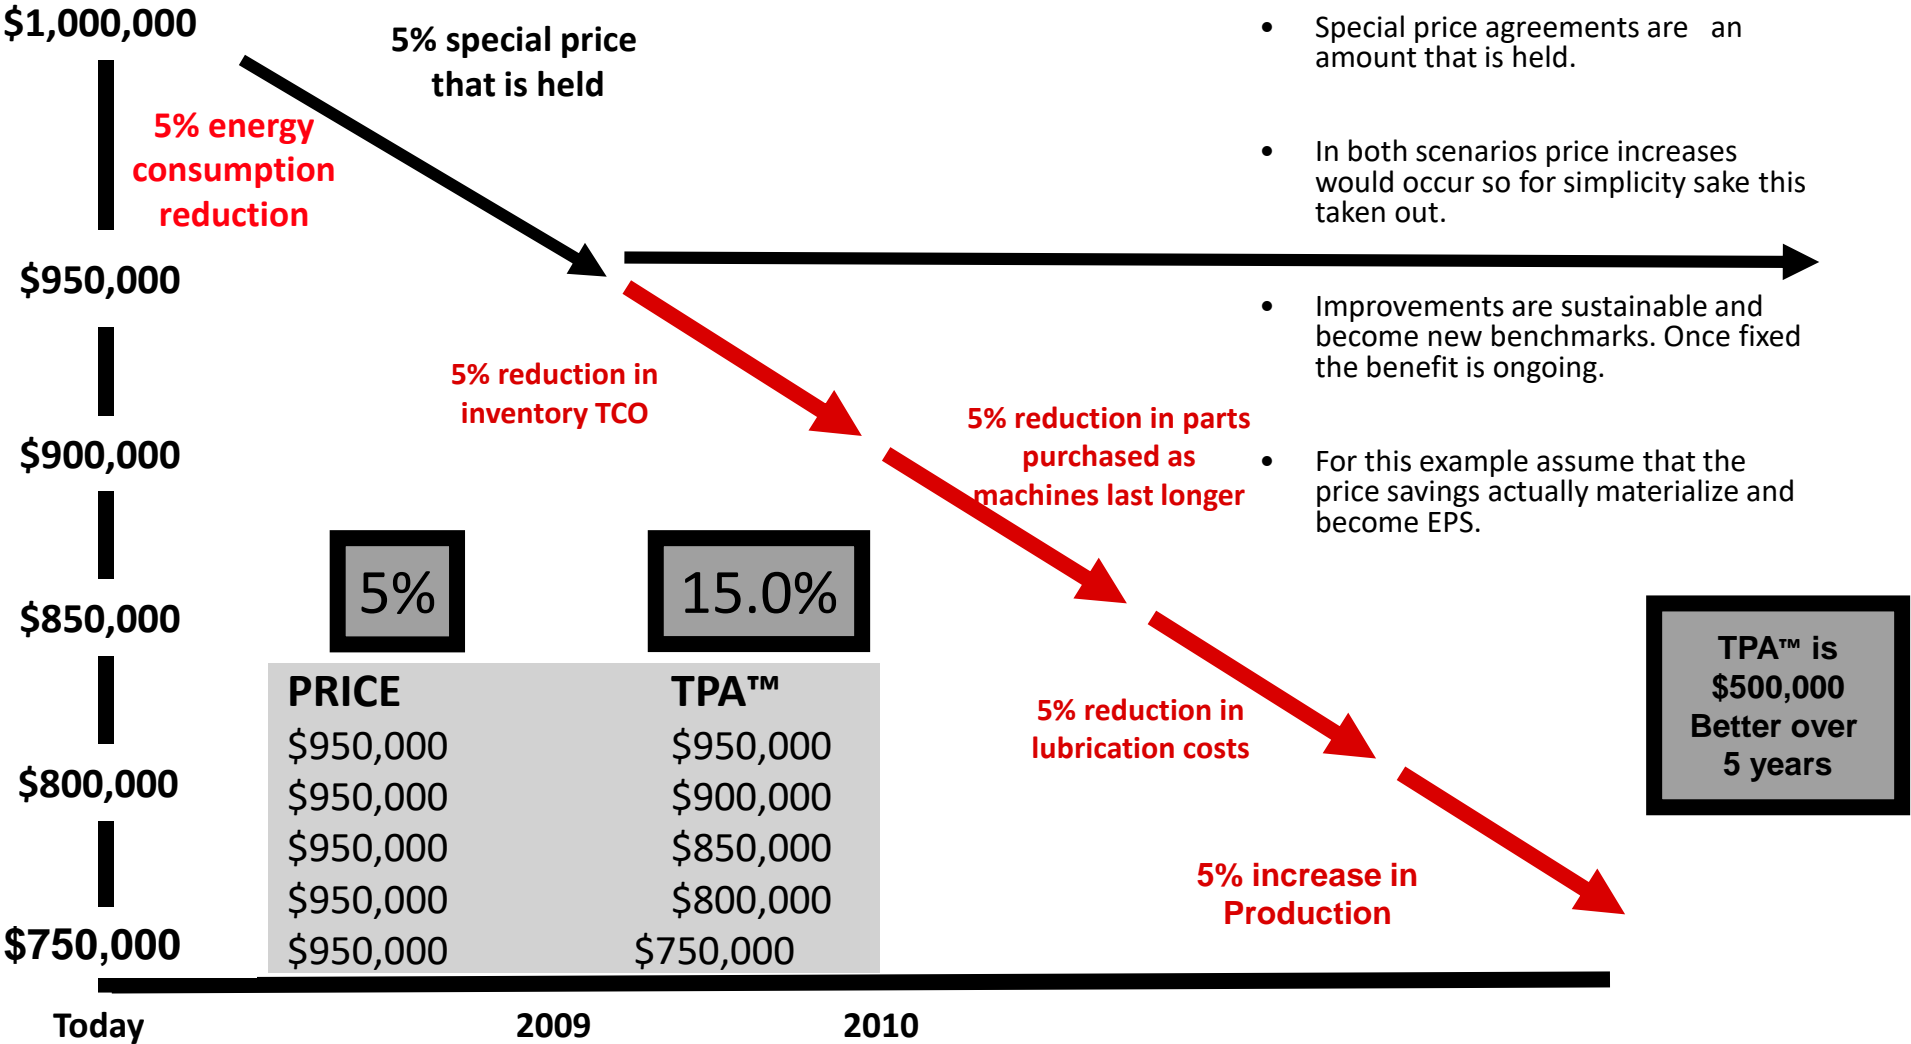 $1,000,000
5% special price
that is held
5% energy
consumption
reduction
$950,000
5% reduction in
inventory TCO
$900,000
5% reduction in parts
purchased as
machines last longer
$850,000
5% reduction in
lubrication costs
$800,000
5% increase in
Production
$750,000
• Special price agreements are an
amount that is held.
• In both scenarios price increases
would occur so for simplicity sake this
taken out.
• Improvements are sustainable and
become new benchmarks. Once fixed
the benefit is ongoing.
• For this example assume that the
price savings actually materialize and
become EPS.
5% 15.0%
PRICE TPA™
$950,000 $950,000
$950,000 $900,000
$950,000 $850,000
$950,000 $800,000
$950,000 $750,000
TPA™ is
$500,000
Better over
5 years
Today 2009 2010